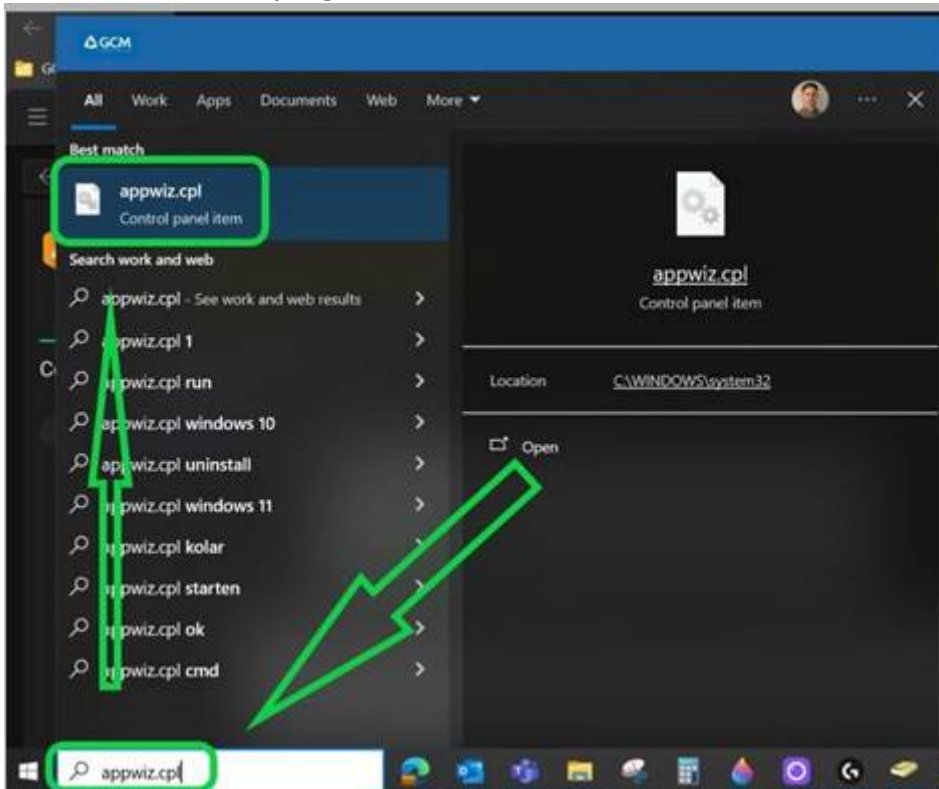 GCM
All Work Apps Documents Web More
Best match
appwiz.cpl
Control panel item
Search work and web
appwiz.cpl - See work and web results
appwiz.cpl 1
appwiz.cpl run
appwiz.cpl windows 10
appwiz.cpl uninstall
appwiz.cpl windows 11
appwiz.cpl kolar
appwiz.cpl starten
appwiz.cpl ok
appwiz.cpl cmd
appwiz.cpl
Control panel item
Location C:\WINDOWS\system32
Open
appwiz.cpl